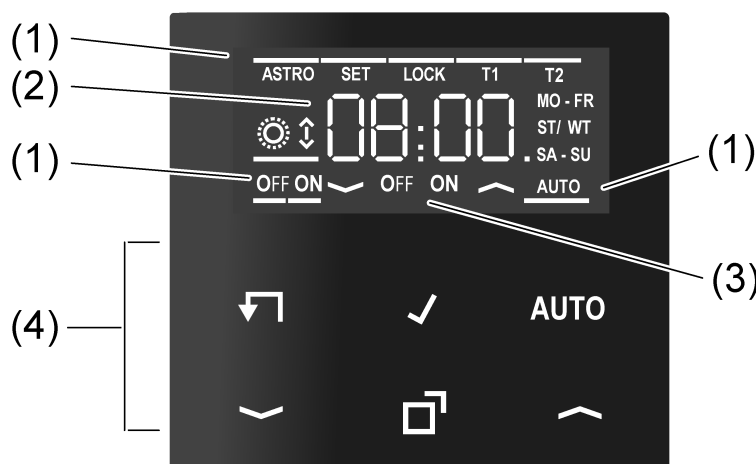 (1)
ASTRO SET LOCK T1 T2
(2)
08:00.
MO - FR
ST/ WT
SA - SU
(1)
(1)
OFF ON OFF ON AUTO
(3)
(4)
AUTO